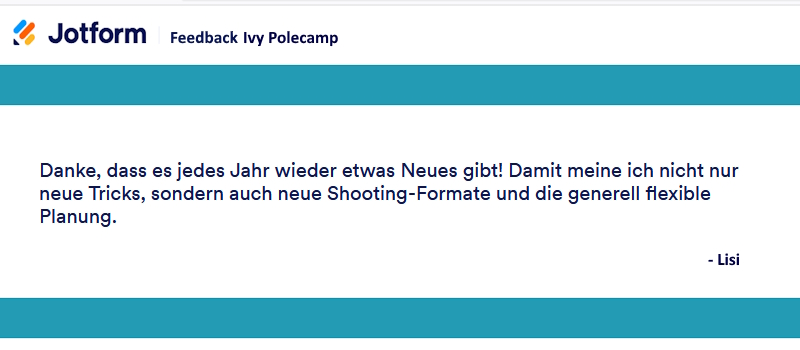 Jotform Feedback Ivy Polecamp
Danke, dass es jedes Jahr wieder etwas Neues gibt! Damit meine ich nicht nur
neue Tricks, sondern auch neue Shooting-Formate und die generell flexible
Planung.
- Lisi